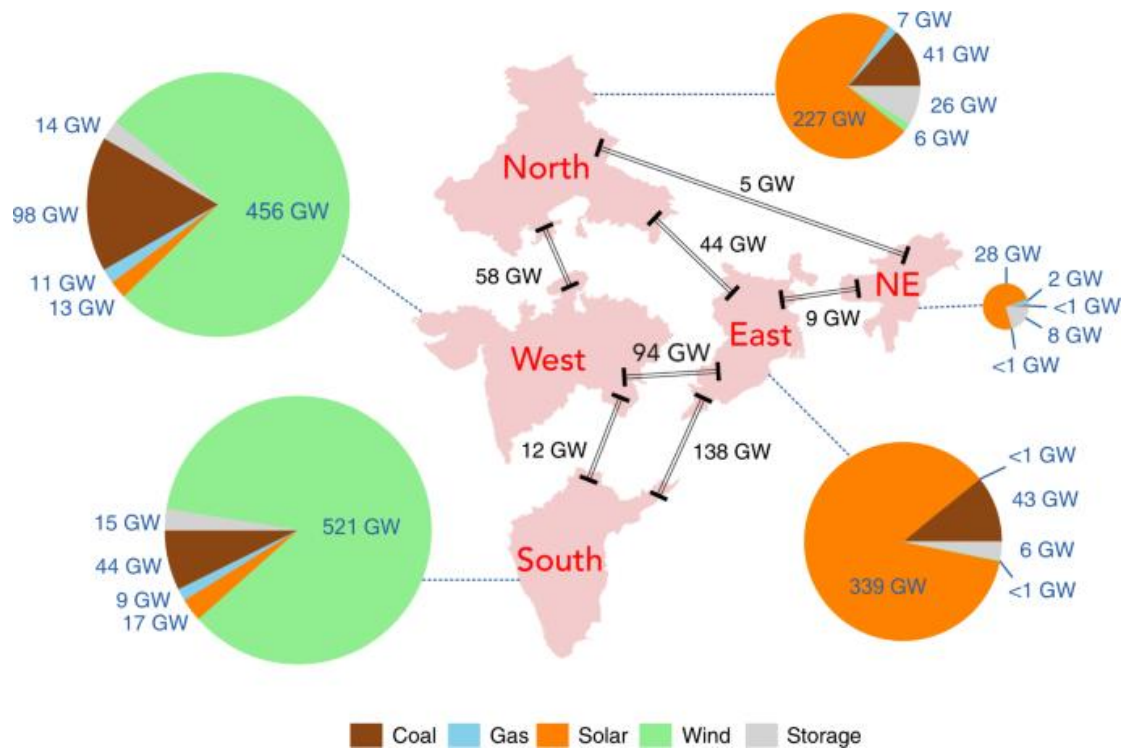 7 GW
41 GW
26 GW
6 GW
227 GW
14 GW
98 GW
11 GW
13 GW
456 GW
North
5 GW
44 GW
58 GW
NE
28 GW
2 GW
<1 GW
8 GW
<1 GW
9 GW
East
West
94 GW
12 GW
138 GW
South
15 GW
44 GW
9 GW
17 GW
521 GW
<1 GW
43 GW
6 GW
<1 GW
339 GW
Coal Gas Solar Wind Storage